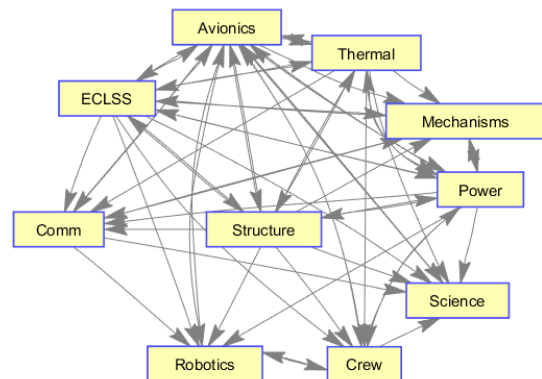 Avionics
Thermal
ECLSS
Mechanisms
Power
Comm
Structure
Science
Robotics
Crew